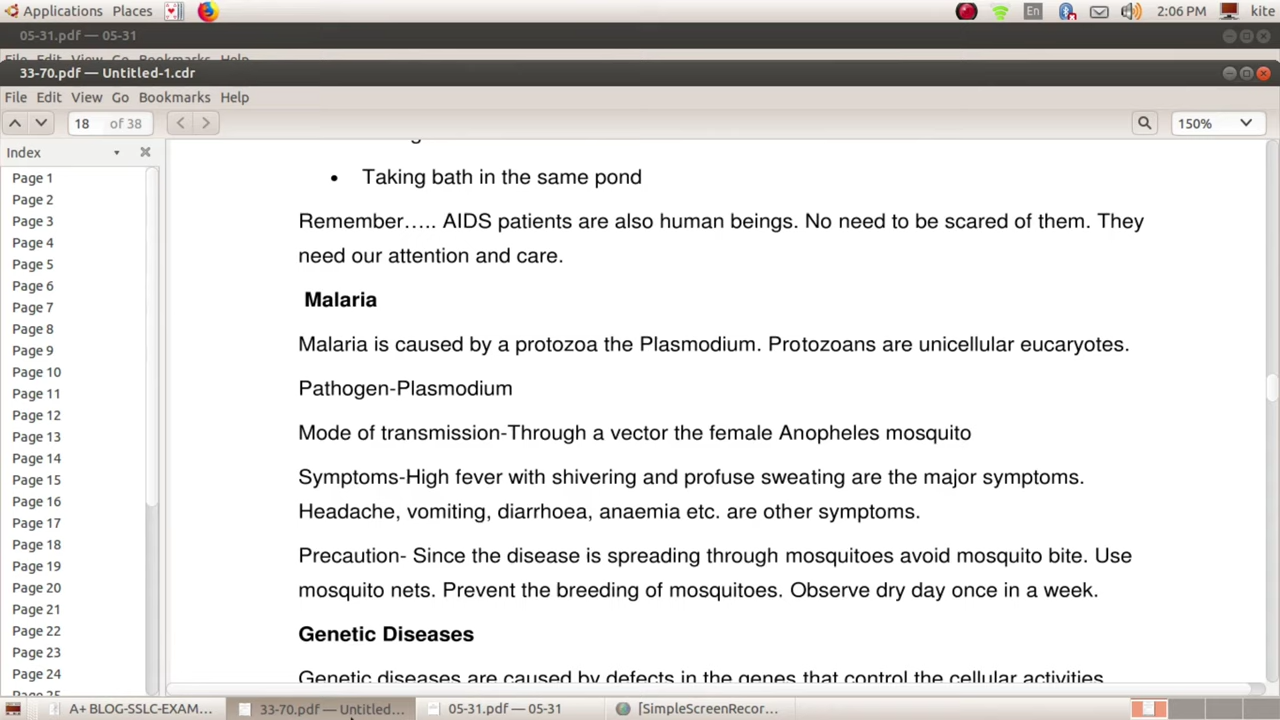 Applications Places En 2:06 PM kite
05-31.pdf — 05-31
File Edit View Go Bookmarks Help
33-70.pdf — Untitled-1.cdr
File Edit View Go Bookmarks Help
18 of 38 150%
Index
Page 1
Page 2
Page 3
Page 4
Page 5
Page 6
Page 7
Page 8
Page 9
Page 10
Page 11
Page 12
Page 13
Page 14
Page 15
Page 16
Page 17
Page 18
Page 19
Page 20
Page 21
Page 22
Page 23
Page 24
Page 25
• Taking bath in the same pond
Remember….. AIDS patients are also human beings. No need to be scared of them. They
need our attention and care.
Malaria
Malaria is caused by a protozoa the Plasmodium. Protozoans are unicellular eucaryotes.
Pathogen-Plasmodium
Mode of transmission-Through a vector the female Anopheles mosquito
Symptoms-High fever with shivering and profuse sweating are the major symptoms.
Headache, vomiting, diarrhoea, anaemia etc. are other symptoms.
Precaution- Since the disease is spreading through mosquitoes avoid mosquito bite. Use
mosquito nets. Prevent the breeding of mosquitoes. Observe dry day once in a week.
Genetic Diseases
Genetic diseases are caused by defects in the genes that control the cellular activities
A+ BLOG-SSLC-EXAM... 33-70.pdf — Untitled... 05-31.pdf — 05-31 [SimpleScreenRecor...